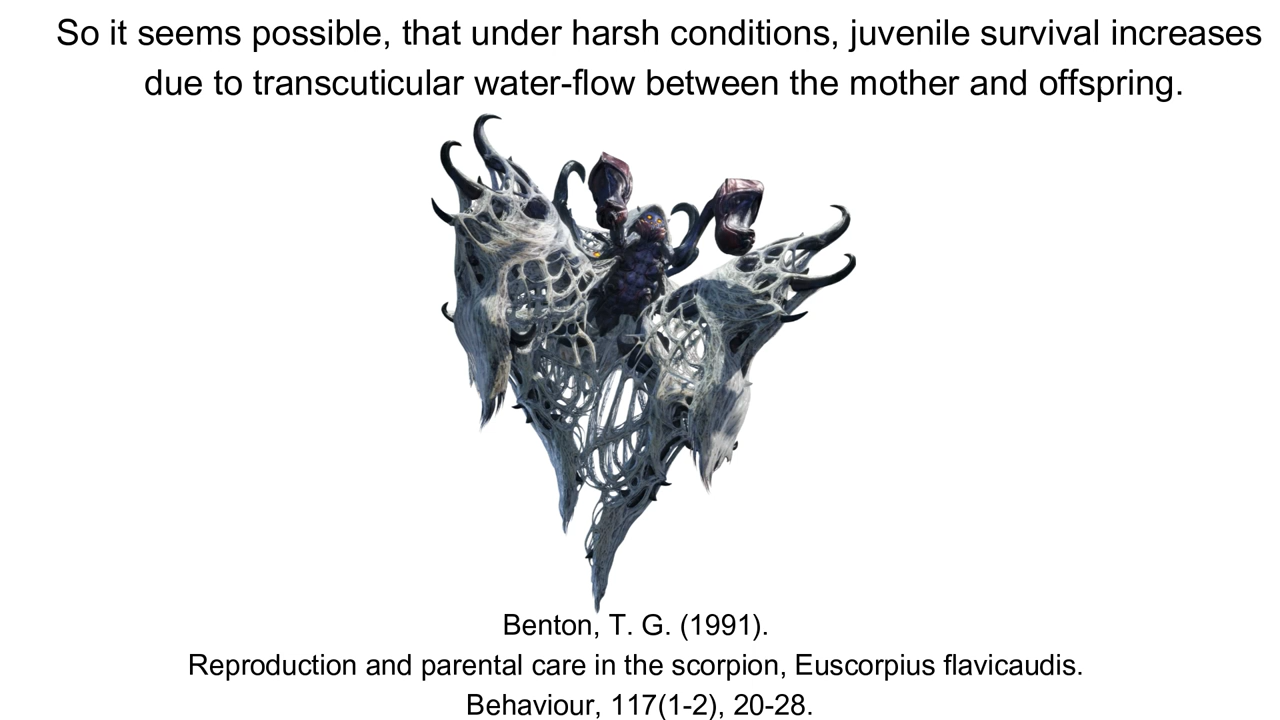 So it seems possible, that under harsh conditions, juvenile survival increases
due to transcuticular water-flow between the mother and offspring.
Benton, T. G. (1991).
Reproduction and parental care in the scorpion, Euscorpius flavicaudis.
Behaviour, 117(1-2), 20-28.